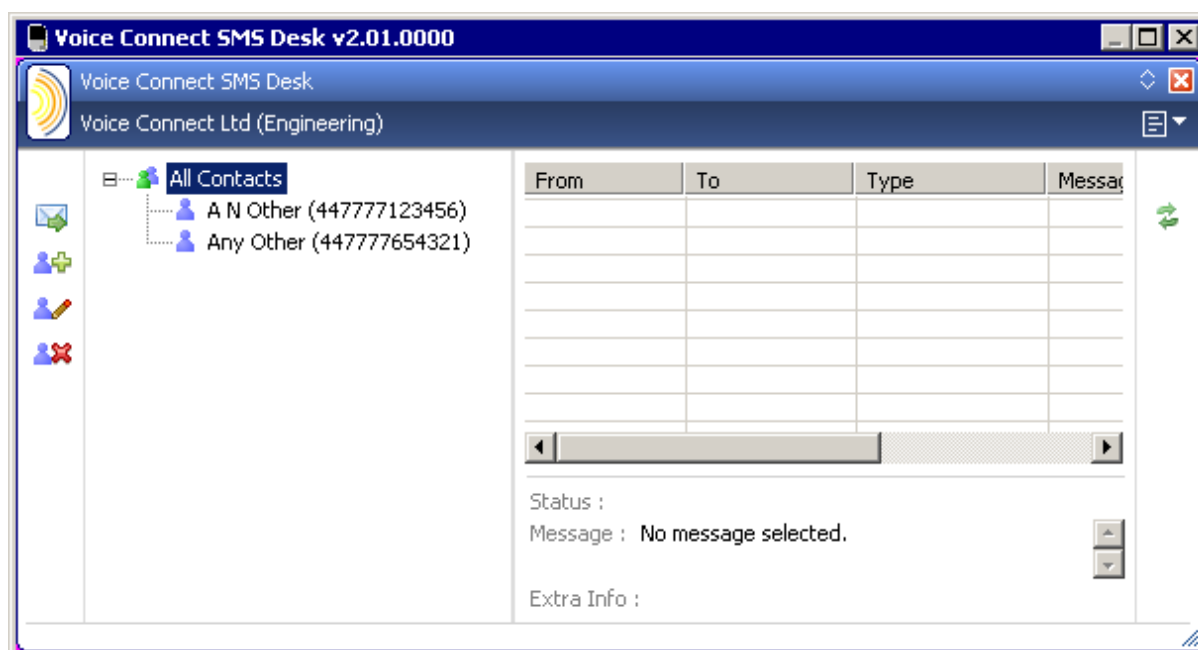 Voice Connect SMS Desk v2.01.0000
Voice Connect SMS Desk
Voice Connect Ltd (Engineering)
All Contacts
A N Other (447777123456)
Any Other (447777654321)
From To Type Messag
Status :
Message : No message selected.
Extra Info :